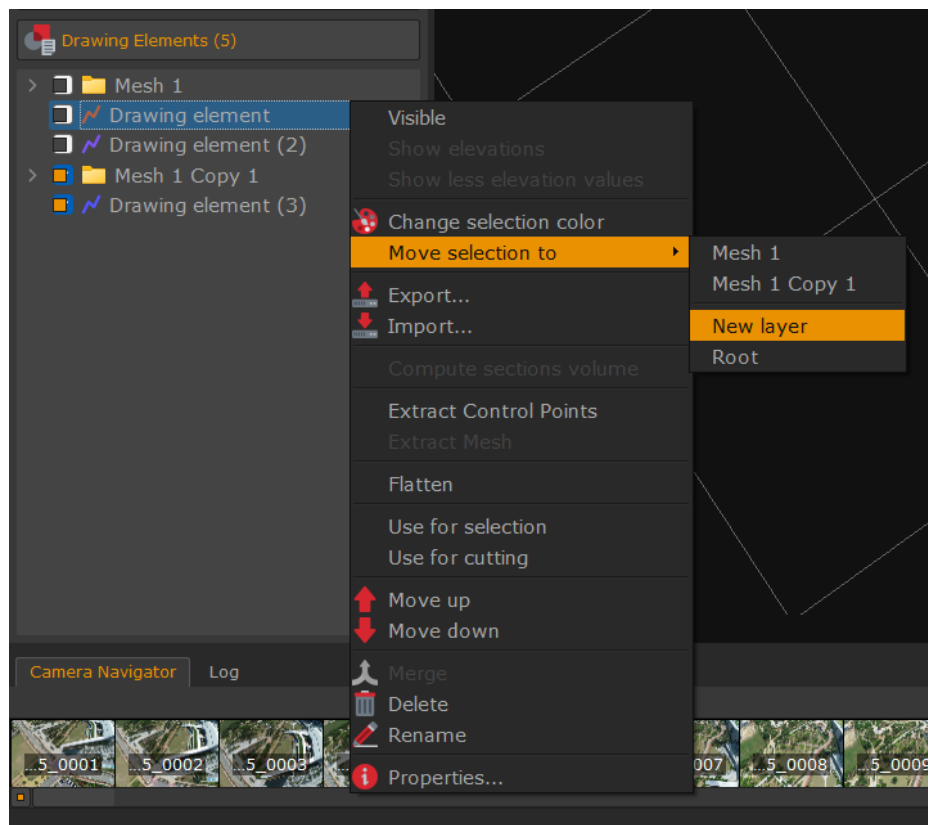 Drawing Elements (5)
Mesh 1
Drawing element
Drawing element (2)
Mesh 1 Copy 1
Drawing element (3)
Visible
Show elevations
Show less elevation values
Change selection color
Move selection to
Mesh 1
Mesh 1 Copy 1
New layer
Root
Export...
Import...
Compute sections volume
Extract Control Points
Extract Mesh
Flatten
Use for selection
Use for cutting
Move up
Move down
Merge
Delete
Rename
Properties...
Camera Navigator Log
...5_0001 ...5_0002 ...5_0003 ... 007 ...5_0008 ...5_0009